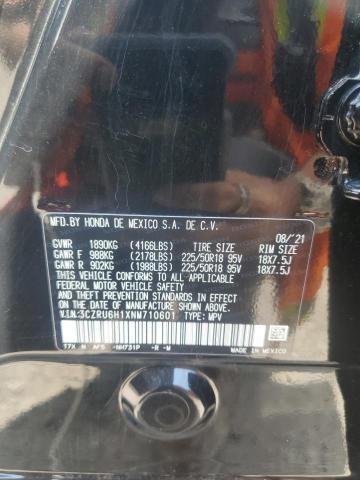 MFD.BY HONDA DE MEXICO S.A. DE C.V.
08/'21
GVWR 1890KG (4166LBS) TIRE SIZE RIM SIZE
GAWR F 988KG (2178LBS) 225/50R18 95V 18X7.5J
GAWR R 902KG (1988LBS) 225/50R18 95V 18X7.5J
THIS VEHICLE CONFORMS TO ALL APPLICABLE
FEDERAL MOTOR VEHICLE SAFETY AND THEFT
PREVENTION STANDARDS IN EFFECT ON THE
DATE OF MANUFACTURE SHOWN ABOVE.
V.I.N:3CZRU6H1XNM710601 TYPE: MPV
T7X M AF5 -NH731P -R -M MADE IN MEXICO